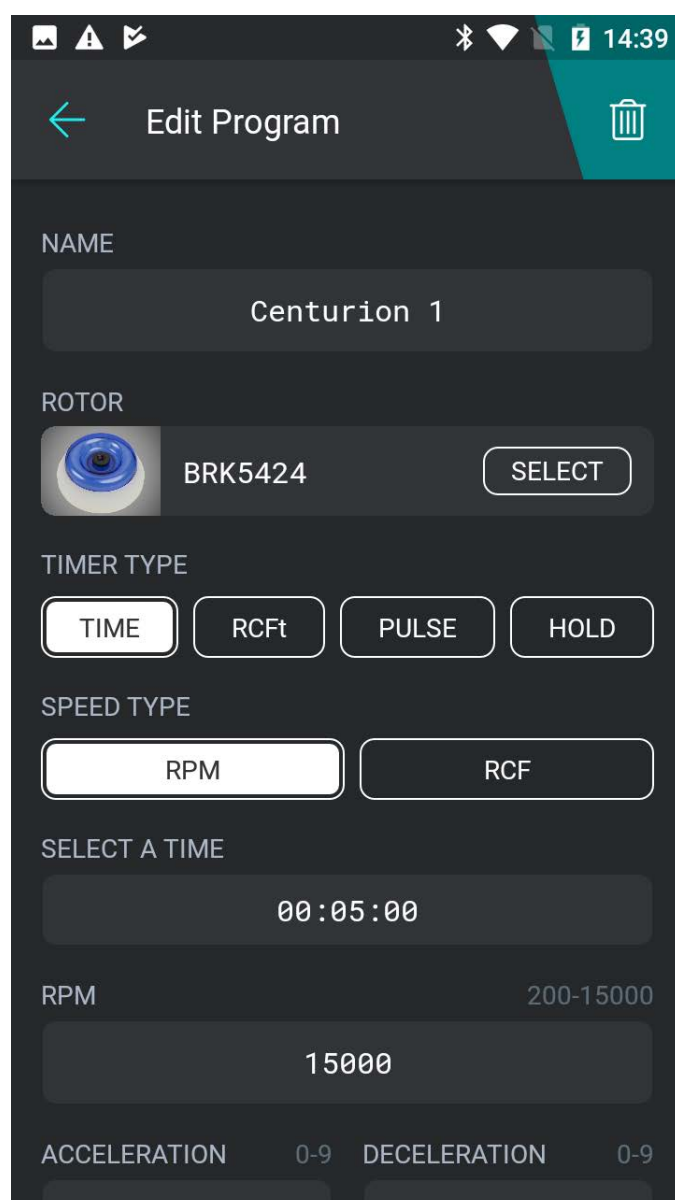 14:39
Edit Program
NAME
Centurion 1
ROTOR
BRK5424 SELECT
TIMER TYPE
TIME RCFt PULSE HOLD
SPEED TYPE
RPM RCF
SELECT A TIME
00:05:00
RPM 200-15000
15000
ACCELERATION 0-9 DECELERATION 0-9